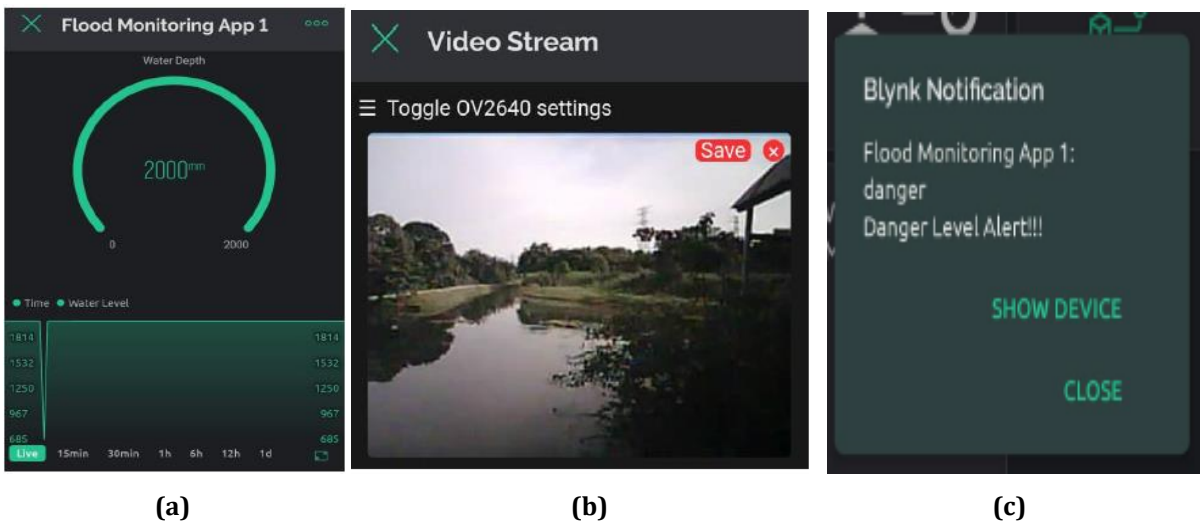 Flood Monitoring App 1
Water Depth
2000mm
0 2000
Time Water Level
1814 1814
1532 1532
1250 1250
967 967
685 685
Live 15min 30min 1h 6h 12h 1d
(a)
Video Stream
Toggle OV2640 settings
Save
(b)
Blynk Notification
Flood Monitoring App 1:
danger
Danger Level Alert!!!
SHOW DEVICE
CLOSE
(c)